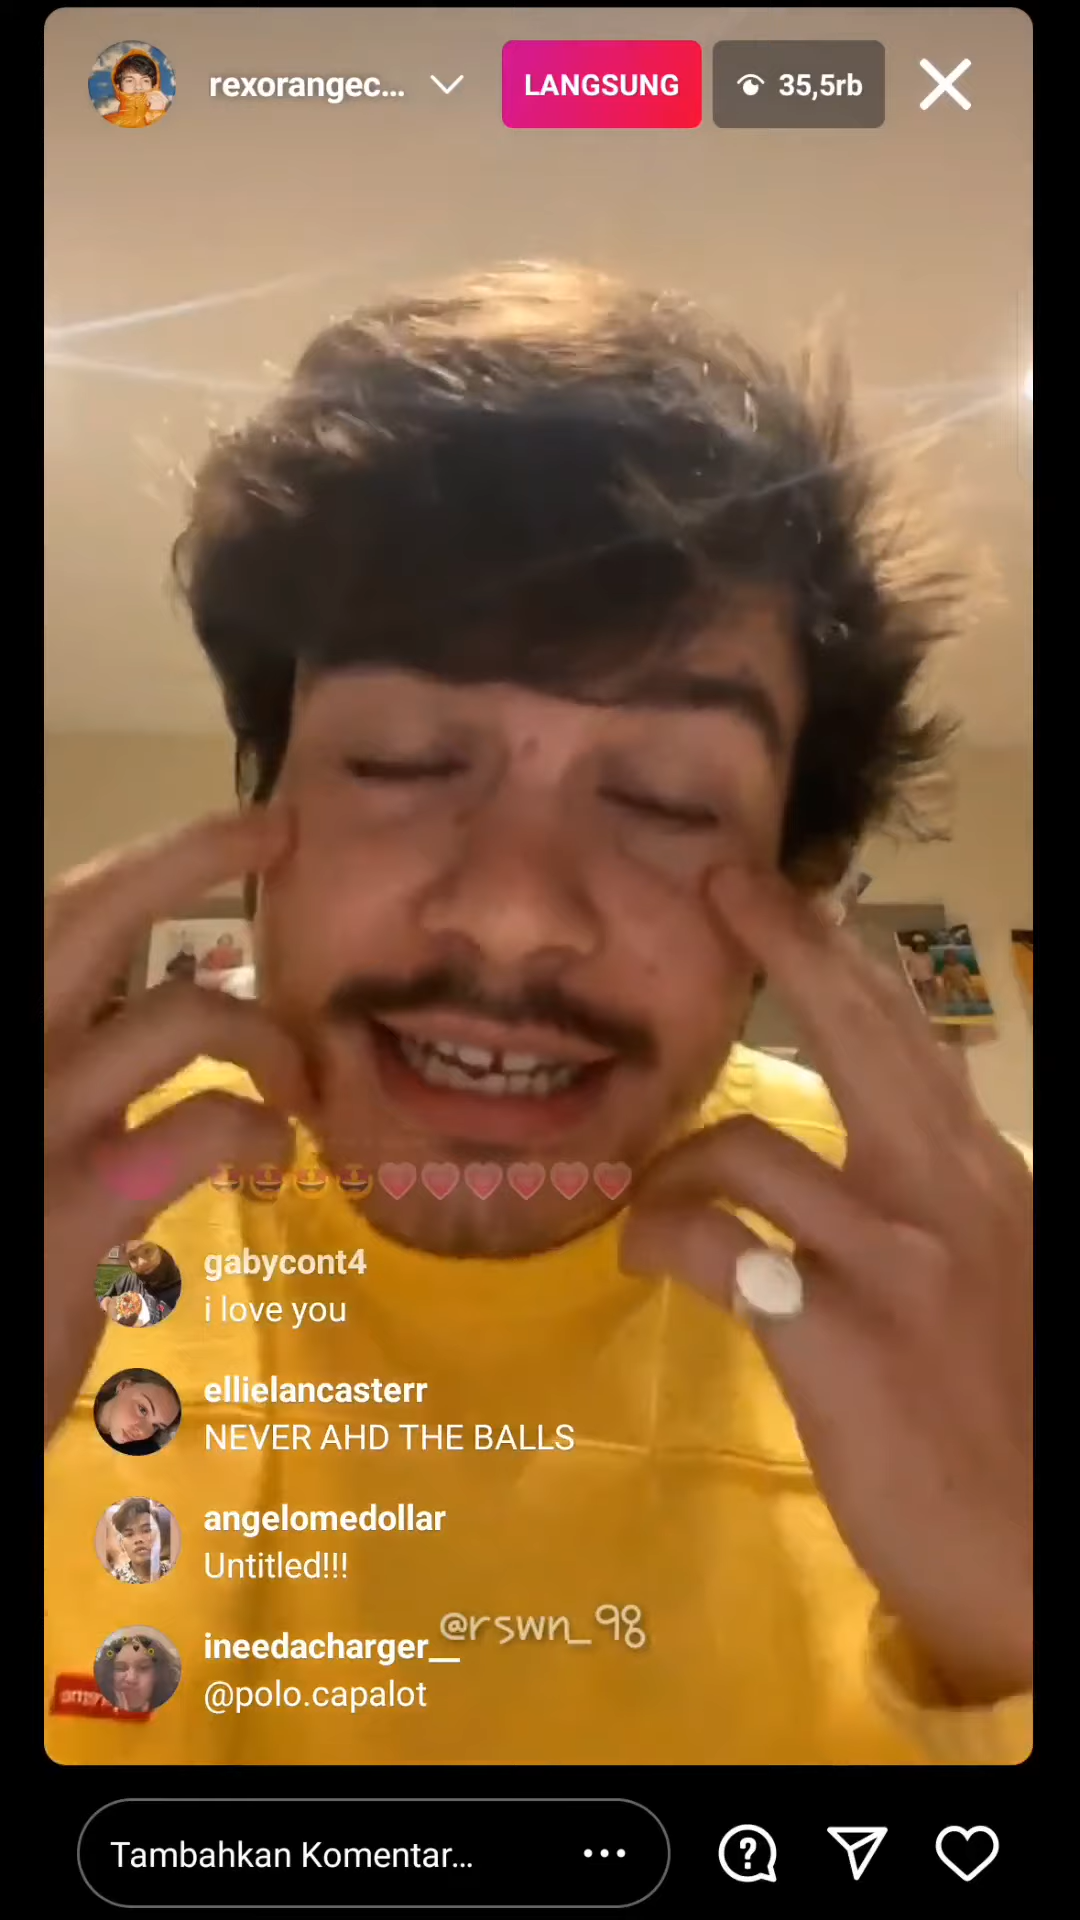 rexorangec...
LANGSUNG
35,5rb
gabycont4
i love you
ellielancasterr
NEVER AHD THE BALLS
angelomedollar
Untitled!!!
@rswn_98
ineedacharger__
@polo.capalot
Tambahkan Komentar...